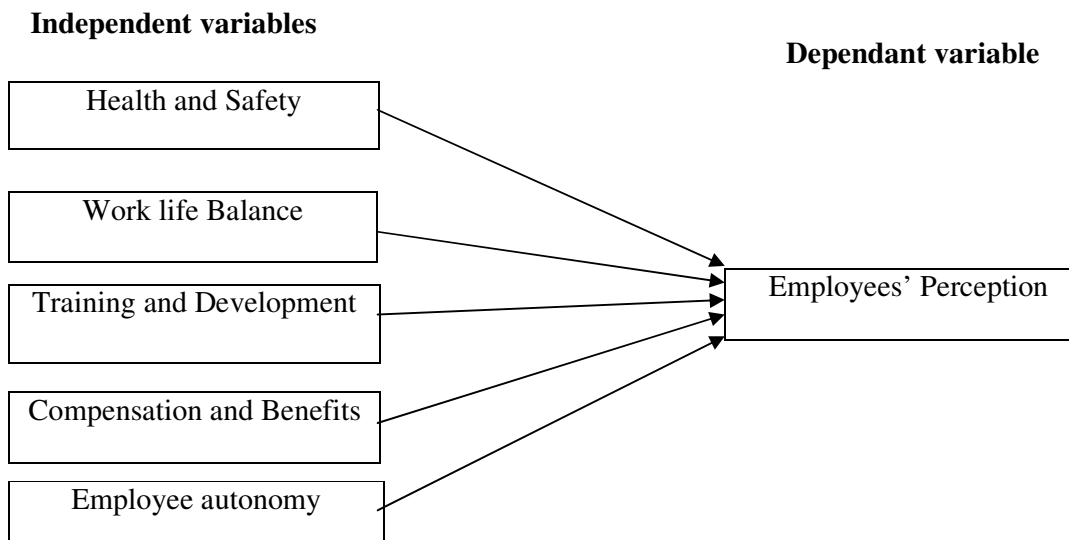 Independent variables
Dependant variable
Health and Safety
Work life Balance
Training and Development
Compensation and Benefits
Employee autonomy
Employees’ Perception